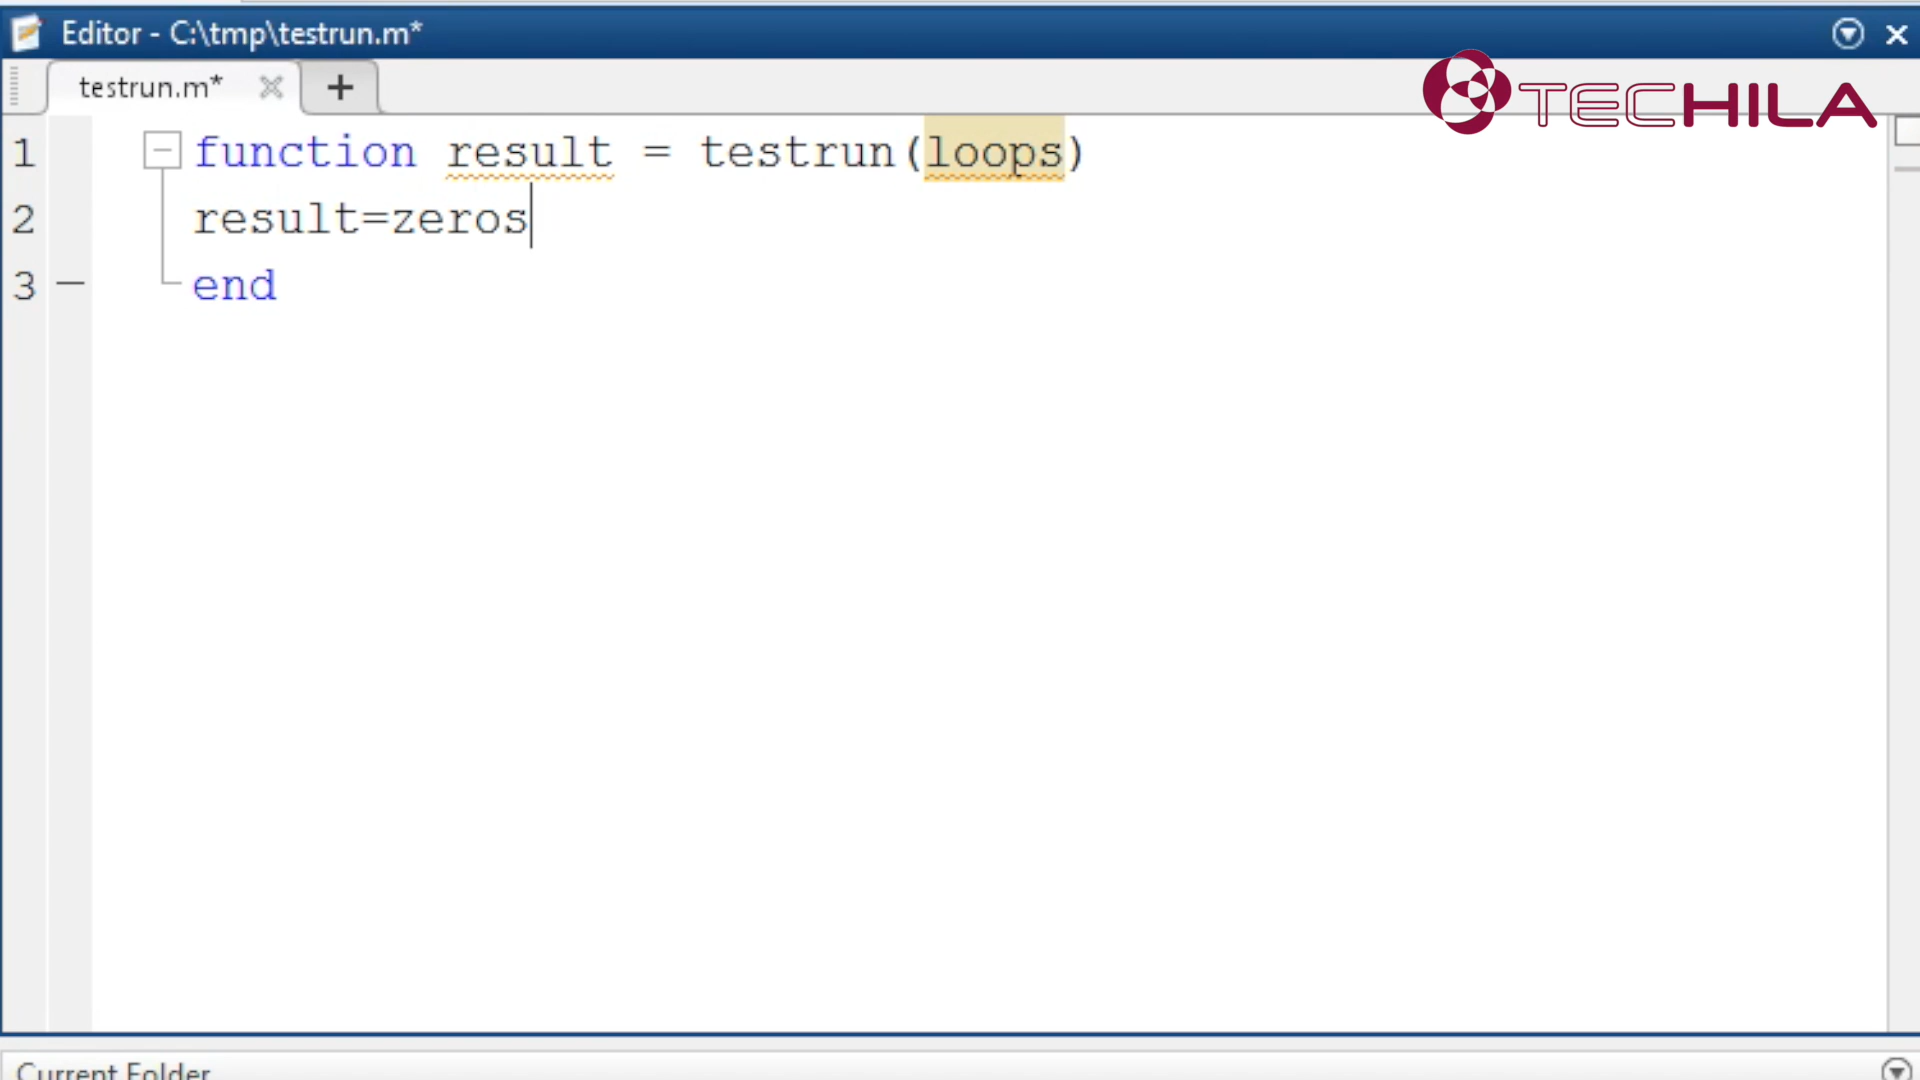 Editor - C:\tmp\testrun.m*
testrun.m*
TECHILA
1 function result = testrun(loops)
2 result=zeros
3 end
Current Folder